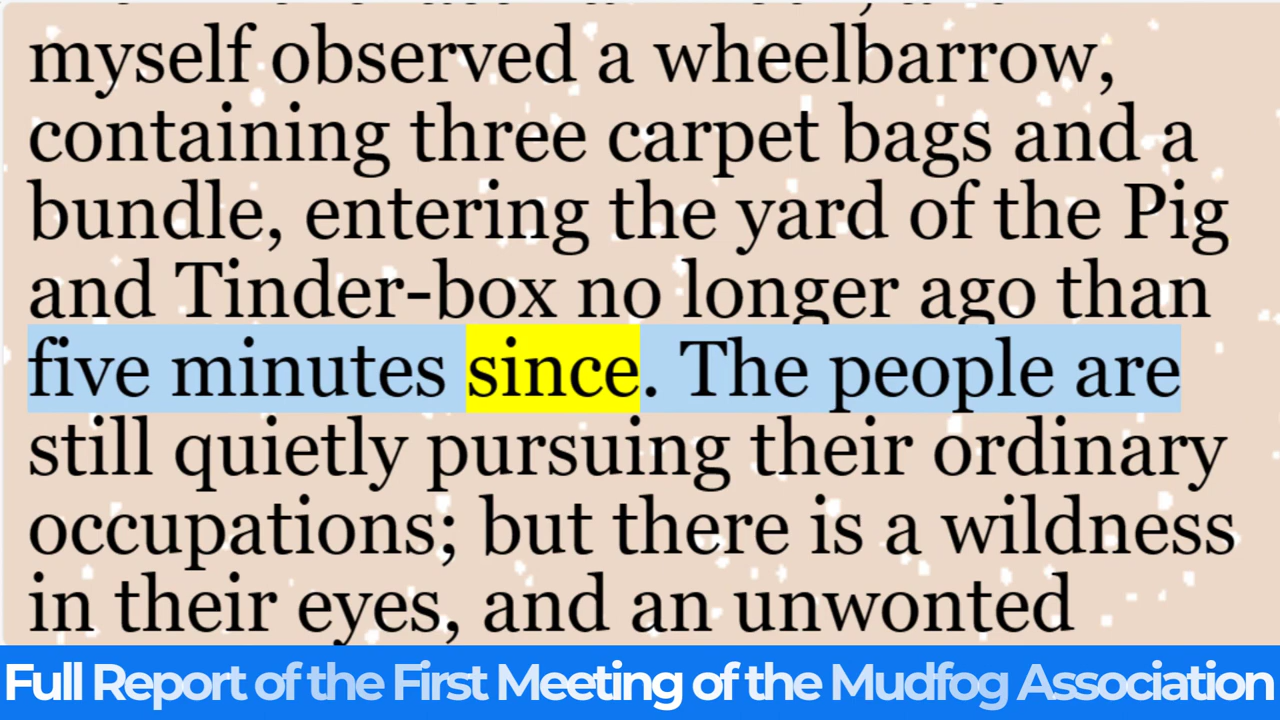 myself observed a wheelbarrow,
containing three carpet bags and a
bundle, entering the yard of the Pig
and Tinder-box no longer ago than
five minutes since. The people are
still quietly pursuing their ordinary
occupations; but there is a wildness
in their eyes, and an unwonted
Full Report of the First Meeting of the Mudfog Association